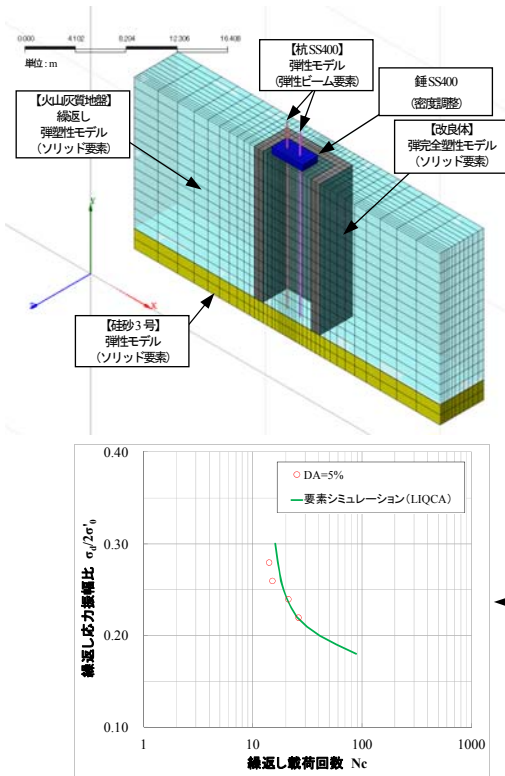 0.000 4.102 8.204 12.306 16.408
単位:m
【杭SS400】
弾性モデル
(弾性ビーム要素)
錘SS400
(密度調整)
【火山灰質地盤】
繰返し
弾塑性モデル
(ソリッド要素)
【改良体】
弾完全塑性モデル
(ソリッド要素)
y
z
x
【硅砂3号】
弾性モデル
(ソリッド要素)
0.40
0.30
0.20
0.10
繰返し応力振幅比 σd/2σ'0
DA=5%
要素シミュレーション(LIQCA)
1 10 100 1000
繰返し載荷回数 Nc